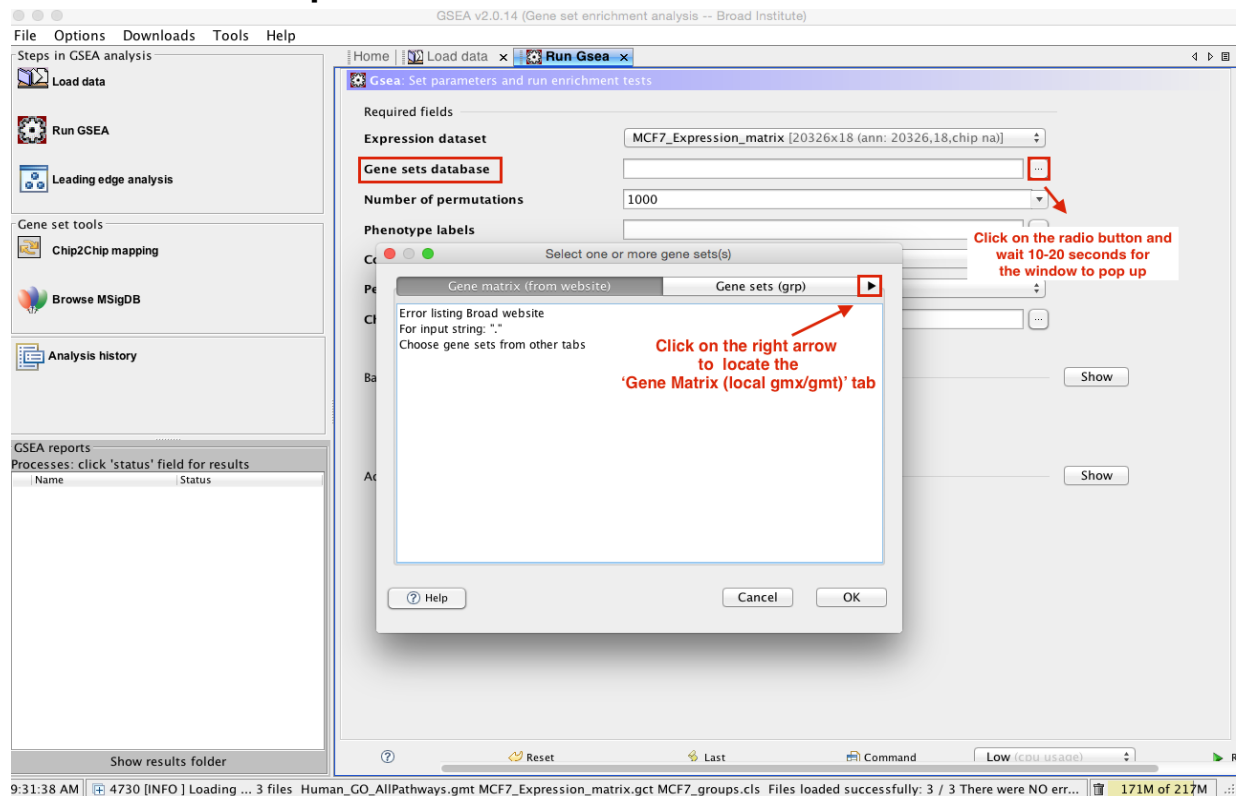 GSEA v2.0.14 (Gene set enrichment analysis -- Broad Institute)
File Options Downloads Tools Help
Steps in GSEA analysis
Load data
Run GSEA
Leading edge analysis
Gene set tools
Chip2Chip mapping
Browse MSigDB
Analysis history
GSEA reports
Processes: click 'status' field for results
Name Status
Show results folder
Home Load data x Run Gsea x
Gsea: Set parameters and run enrichment tests
Required fields
Expression dataset MCF7_Expression_matrix [20326x18 (ann: 20326,18,chip na)]
Gene sets database ...
Number of permutations 1000
Phenotype labels
Click on the radio button and
wait 10-20 seconds for
the window to pop up
Select one or more gene sets(s)
Gene matrix (from website) Gene sets (grp)
Error listing Broad website
For input string: "."
Choose gene sets from other tabs
Click on the right arrow
to locate the
‘Gene Matrix (local gmx/gmt)’ tab
? Help Cancel OK
...
Show
Show
? Reset Last Command Low (cpu usage)
9:31:38 AM 4730 [INFO ] Loading ... 3 files Human_GO_AllPathways.gmt MCF7_Expression_matrix.gct MCF7_groups.cls Files loaded successfully: 3 / 3 There were NO err... 171M of 217M